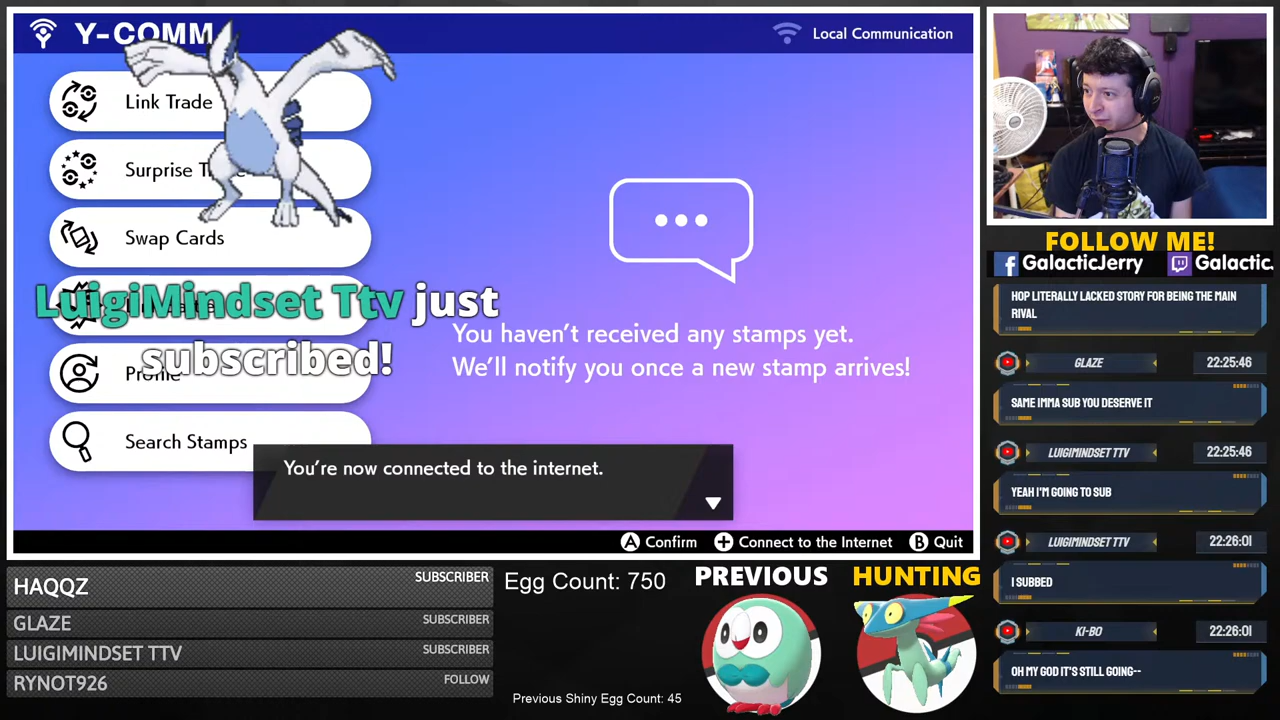 Y-COMM
Local Communication
Link Trade
Surprise T
Swap Cards
LuigiMindset Ttv just
subscribed!
Profile
Search Stamps
You haven't received any stamps yet.
We'll notify you once a new stamp arrives!
You're now connected to the internet.
A Confirm + Connect to the Internet B Quit
FOLLOW ME!
GalacticJerry Galactic.
HOP LITERALLY LACKED STORY FOR BEING THE MAIN
RIVAL
GLAZE 22:25:46
SAME IMMA SUB YOU DESERVE IT
LUIGIMINDSET TTV 22:25:46
YEAH I'M GOING TO SUB
LUIGIMINDSET TTV 22:26:01
I SUBBED
KI-BO 22:26:01
OH MY GOD IT'S STILL GOING--
HAQQZ SUBSCRIBER
GLAZE SUBSCRIBER
LUIGIMINDSET TTV SUBSCRIBER
RYNOT926 FOLLOW
Egg Count: 750
PREVIOUS
HUNTING
Previous Shiny Egg Count: 45